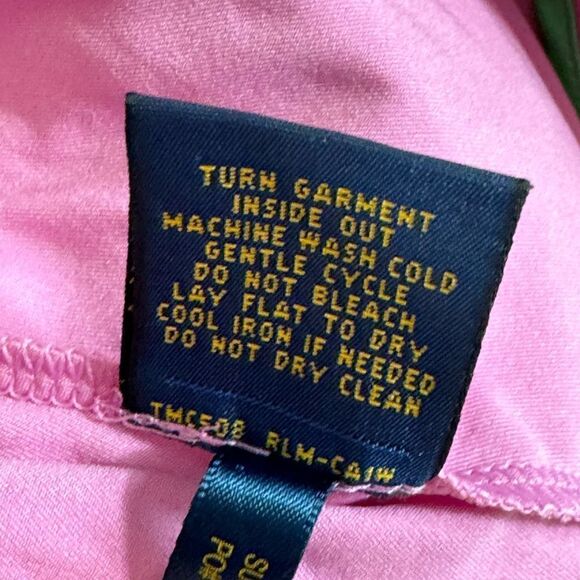 TURN GARMENT
INSIDE OUT
MACHINE WASH COLD
GENTLE CYCLE
DO NOT BLEACH
LAY FLAT TO DRY
COOL IRON IF NEEDED
DO NOT DRY CLEAN
TMC508 RLM-CA1W